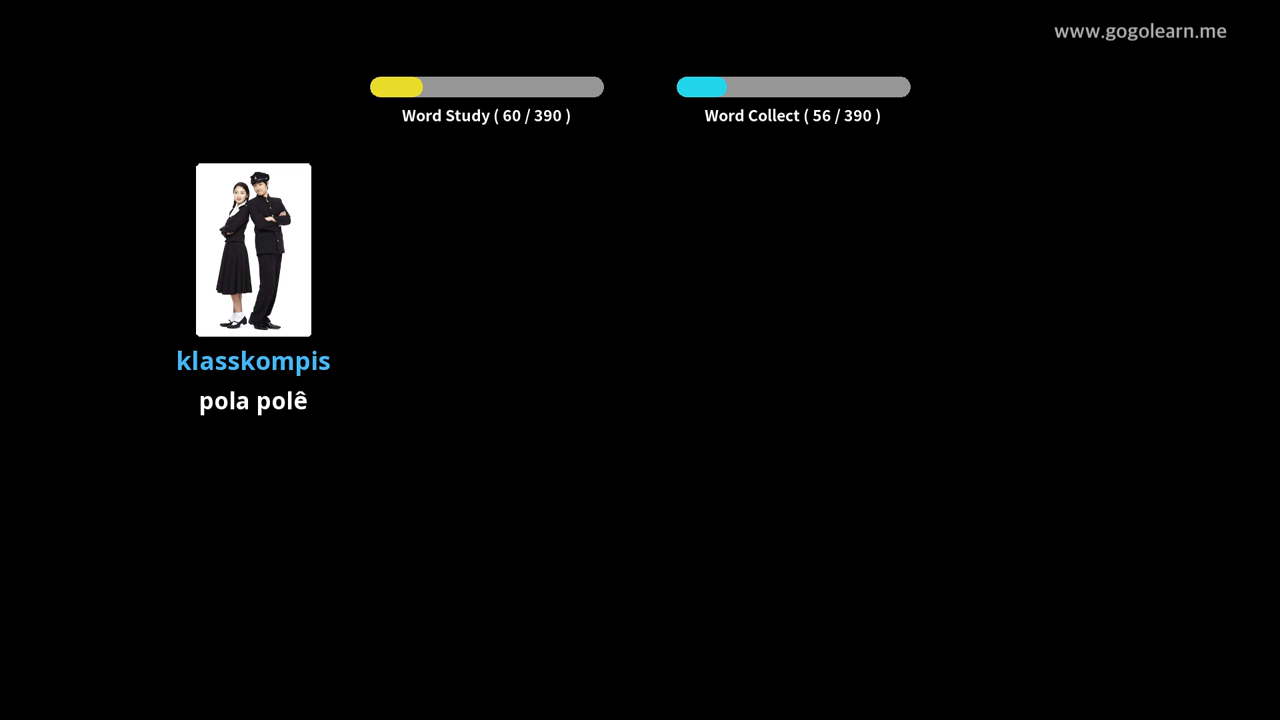 www.gogolearn.me
Word Study ( 60 / 390 )
Word Collect ( 56 / 390 )
klasskompis
pola polê